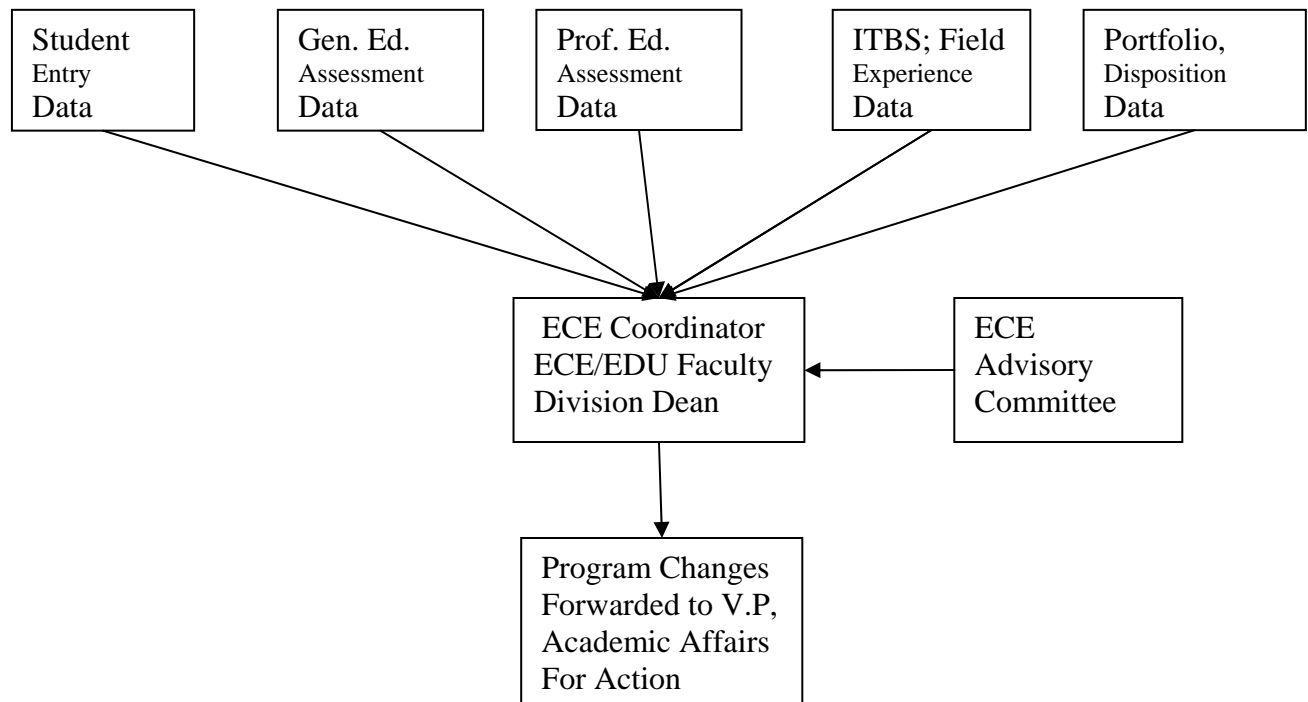 Student
Entry
Data
Gen. Ed.
Assessment
Data
Prof. Ed.
Assessment
Data
ITBS; Field
Experience
Data
Portfolio,
Disposition
Data
ECE Coordinator
ECE/EDU Faculty
Division Dean
ECE
Advisory
Committee
Program Changes
Forwarded to V.P,
Academic Affairs
For Action